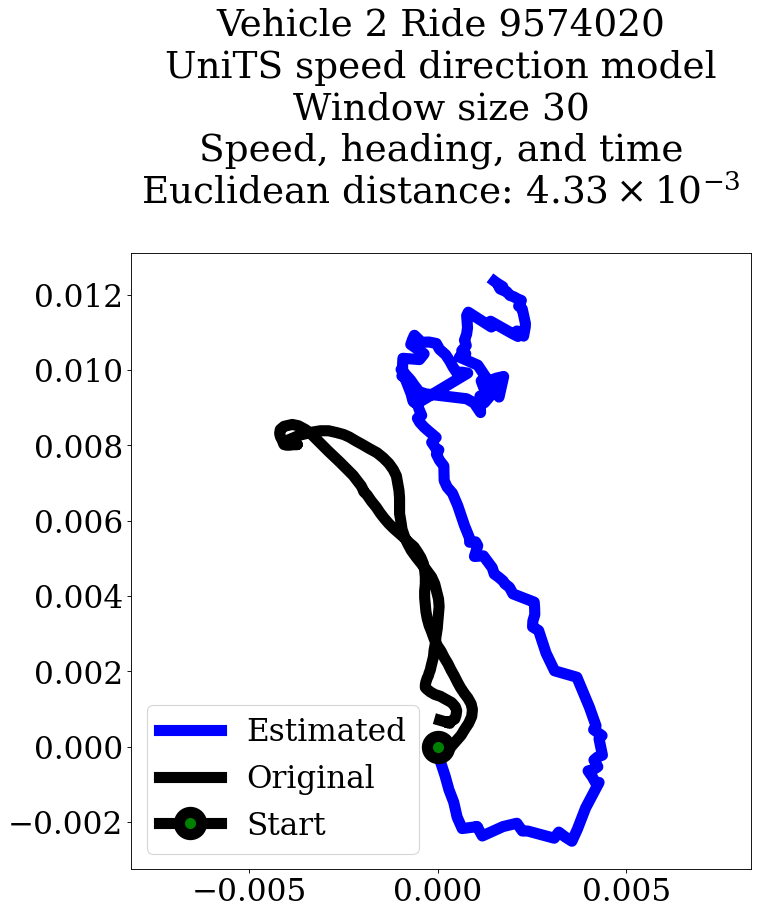 Vehicle 2 Ride 9574020
UniTS speed direction model
Window size 30
Speed, heading, and time
Euclidean distance: 4.33 × 10⁻³
0.012
0.010
0.008
0.006
0.004
0.002
0.000
−0.002
Estimated
Original
Start
−0.005
0.000
0.005